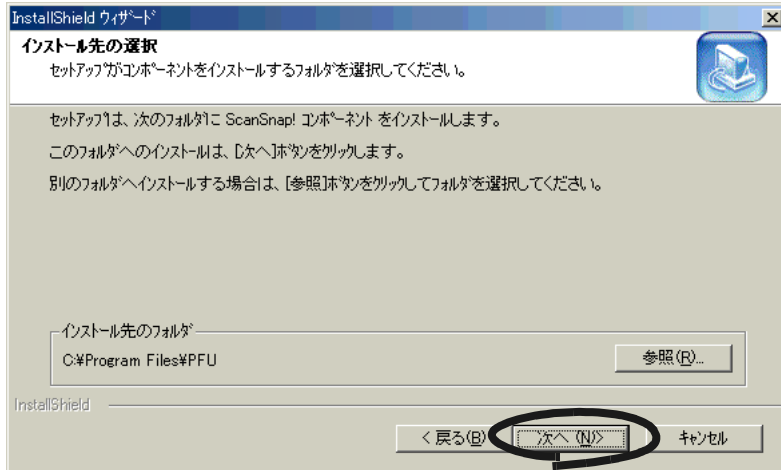 InstallShield ウィザード
インストール先の選択
セットアップがコンポーネントをインストールするフォルダを選択してください。
セットアップは、次のフォルダに ScanSnap! コンポーネント をインストールします。
このフォルダへのインストールは、[次へ]ボタンをクリックします。
別のフォルダへインストールする場合は、[参照]ボタンをクリックしてフォルダを選択してください。
インストール先のフォルダ
C:¥Program Files¥PFU
参照(R)...
InstallShield
< 戻る(B)
次へ (N)>
キャンセル